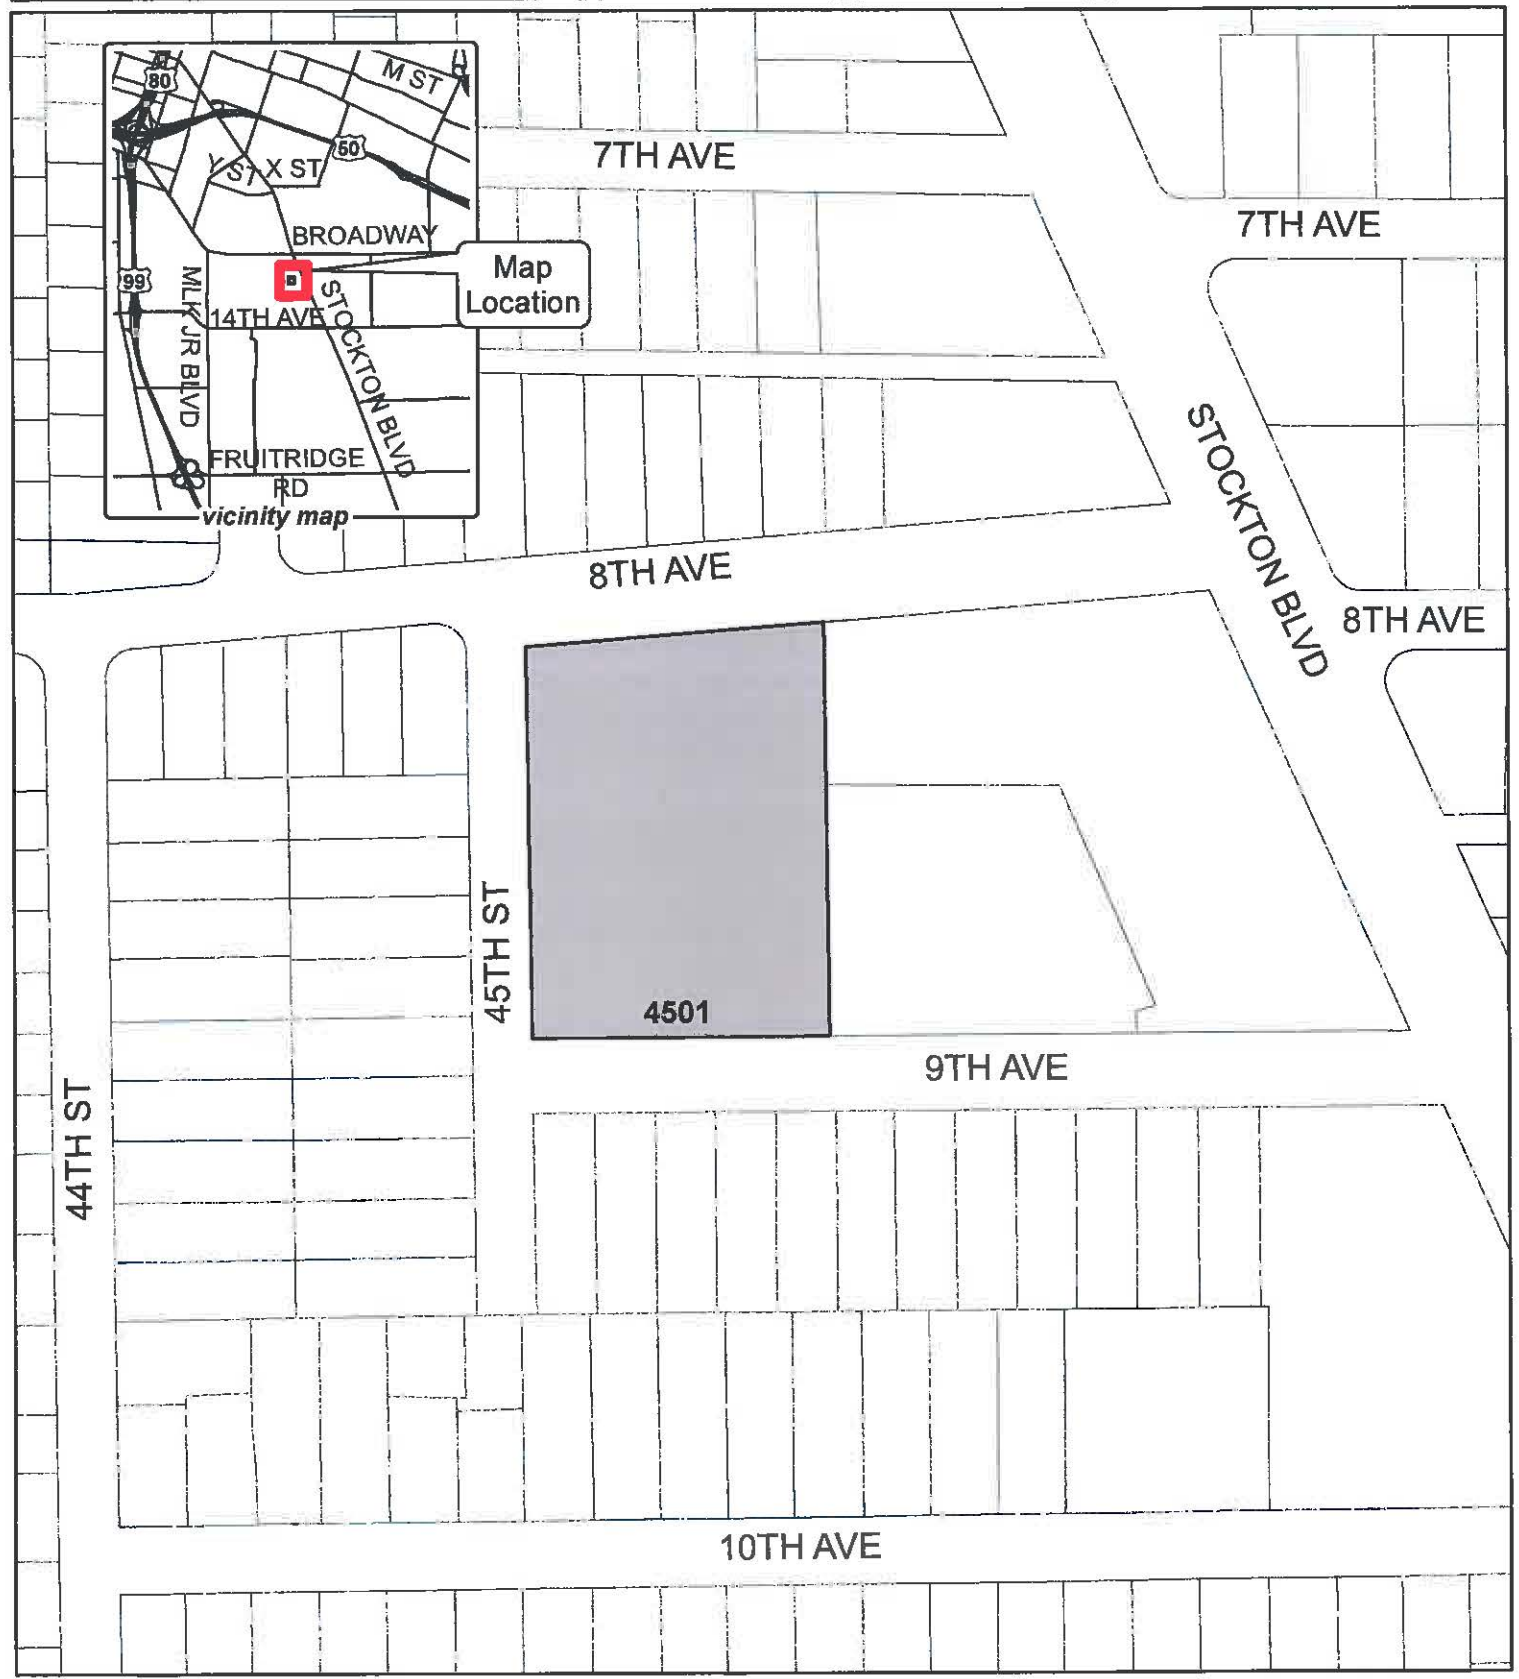 80
M ST
50
Y ST
X ST
BROADWAY
99
MLK JR BLVD
14TH AVE
STOCKTON BLVD
FRUITRIDGE
RD
vicinity map
Map
Location
7TH AVE
7TH AVE
STOCKTON BLVD
8TH AVE
8TH AVE
45TH ST
4501
9TH AVE
44TH ST
10TH AVE